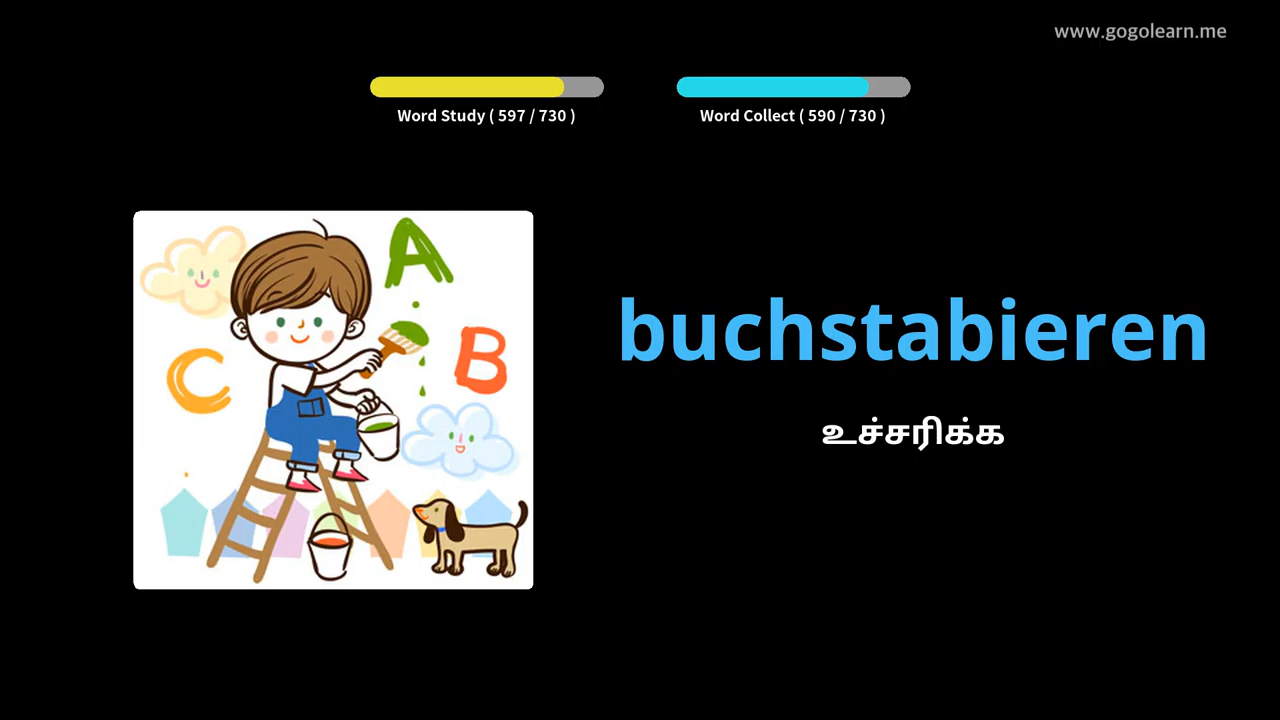 www.gogolearn.me
Word Study ( 597 / 730 )
Word Collect ( 590 / 730 )
A
B
C
buchstabieren
உச்சரிக்க